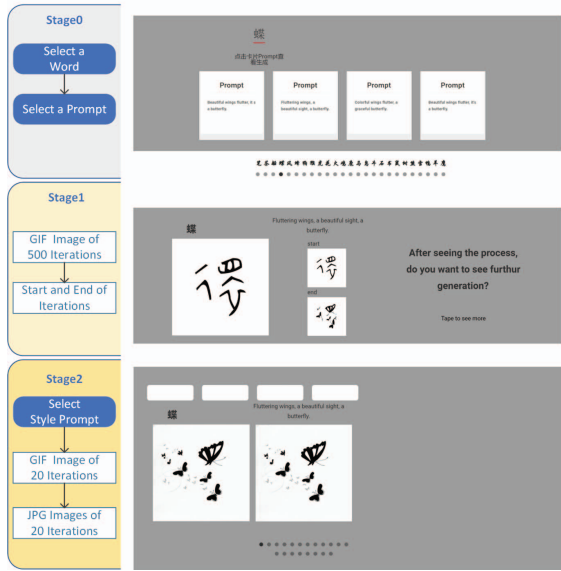 Stage0
Select a
Word
Select a Prompt
蝶
点击卡片Prompt查
看生成
Prompt
Beautiful wings flutter, it's
a butterfly.
Prompt
Fluttering wings, a
beautiful sight, a butterfly.
Prompt
Colorful wings flutter, a
graceful butterfly.
Prompt
Beautiful wings flutter, it's
a butterfly.
Stage1
GIF Image of
500 Iterations
Start and End of
Iterations
蝶
Fluttering wings, a beautiful sight, a
butterfly.
start
end
After seeing the process,
do you want to see furthur
generation?
Tape to see more
Stage2
Select
Style Prompt
GIF Image of
20 Iterations
JPG Images of
20 Iterations
蝶
Fluttering wings, a beautiful sight, a
butterfly.